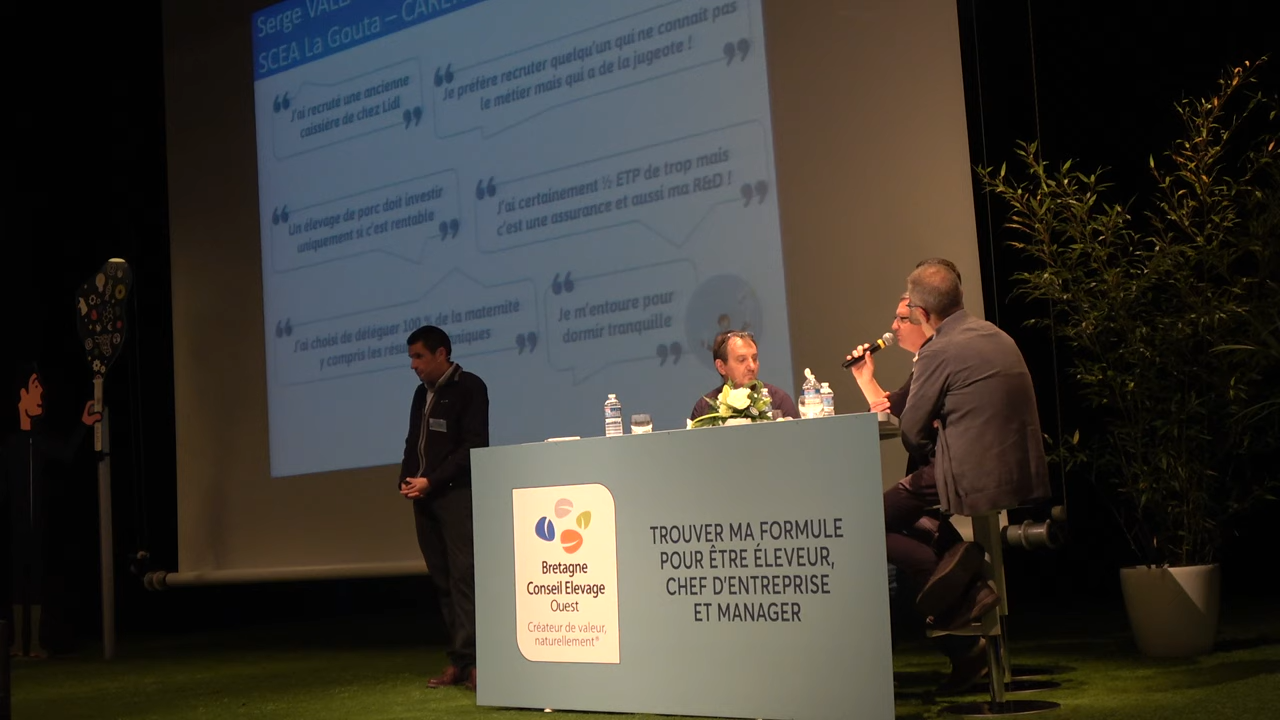 Serge
SCEA La Gouta –
J'ai recruté une ancienne
caissière de chez Lidl
Je préfère recruter quelqu'un qui ne connait pas
le métier mais qui a de la jugeote !
Un élevage de porc doit investir
uniquement si c'est rentable
J'ai certainement ½ ETP de trop mais
c'est une assurance et aussi ma R&D !
J'ai choisi de déléguer 100 % de la maternité
y compris les
Je m'entoure pour
dormir tranquille
Bretagne
Conseil Elevage
Ouest
Créateur de valeur,
naturellement®
TROUVER MA FORMULE
POUR ÊTRE ÉLEVEUR,
CHEF D'ENTREPRISE
ET MANAGER